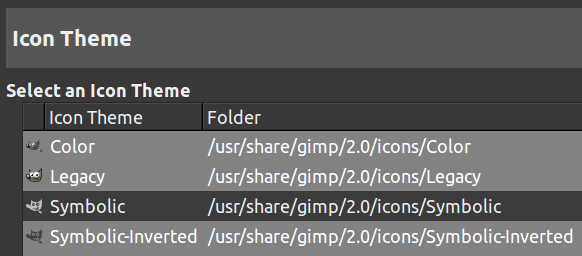 Icon Theme
Select an Icon Theme
Icon Theme Folder
Color /usr/share/gimp/2.0/icons/Color
Legacy /usr/share/gimp/2.0/icons/Legacy
Symbolic /usr/share/gimp/2.0/icons/Symbolic
Symbolic-Inverted /usr/share/gimp/2.0/icons/Symbolic-Inverted